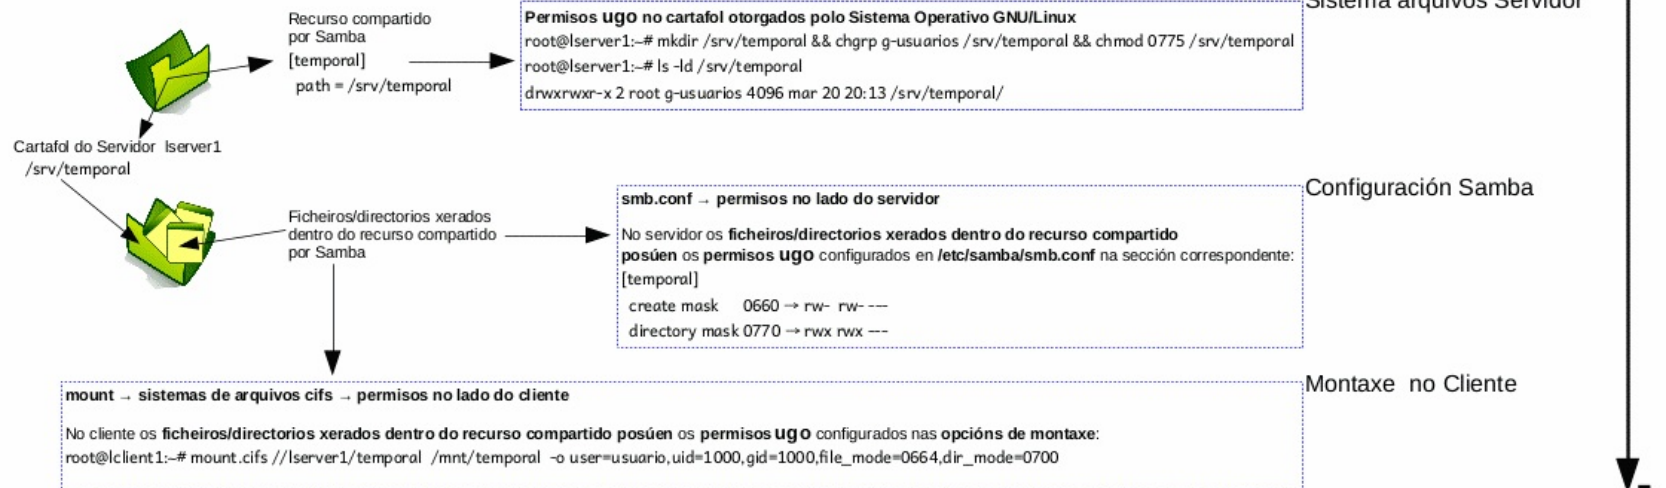 Sistema arquivos Servidor
Recurso compartido
por Samba
[temporal]
path = /srv/temporal
Permisos ugo no cartafol otorgados polo Sistema Operativo GNU/Linux
root@lserver1:~# mkdir /srv/temporal && chgrp g-usuarios /srv/temporal && chmod 0775 /srv/temporal
root@lserver1:~# ls -ld /srv/temporal
drwxrwxr-x 2 root g-usuarios 4096 mar 20 20:13 /srv/temporal/
Cartafol do Servidor lserver1
/srv/temporal
Configuración Samba
Ficheiros/directorios xerados
dentro do recurso compartido
por Samba
smb.conf → permisos no lado do servidor
No servidor os ficheiros/directorios xerados dentro do recurso compartido
posúen os permisos ugo configurados en /etc/samba/smb.conf na sección correspondente:
[temporal]
create mask 0660 → rw- rw- ---
directory mask 0770 → rwx rwx ---
Montaxe no Cliente
mount → sistemas de arquivos cifs → permisos no lado do cliente
No cliente os ficheiros/directorios xerados dentro do recurso compartido posúen os permisos ugo configurados nas opcións de montaxe:
root@lclient1:~# mount.cifs //lserver1/temporal /mnt/temporal -o user=usuario,uid=1000,gid=1000,file_mode=0664,dir_mode=0700